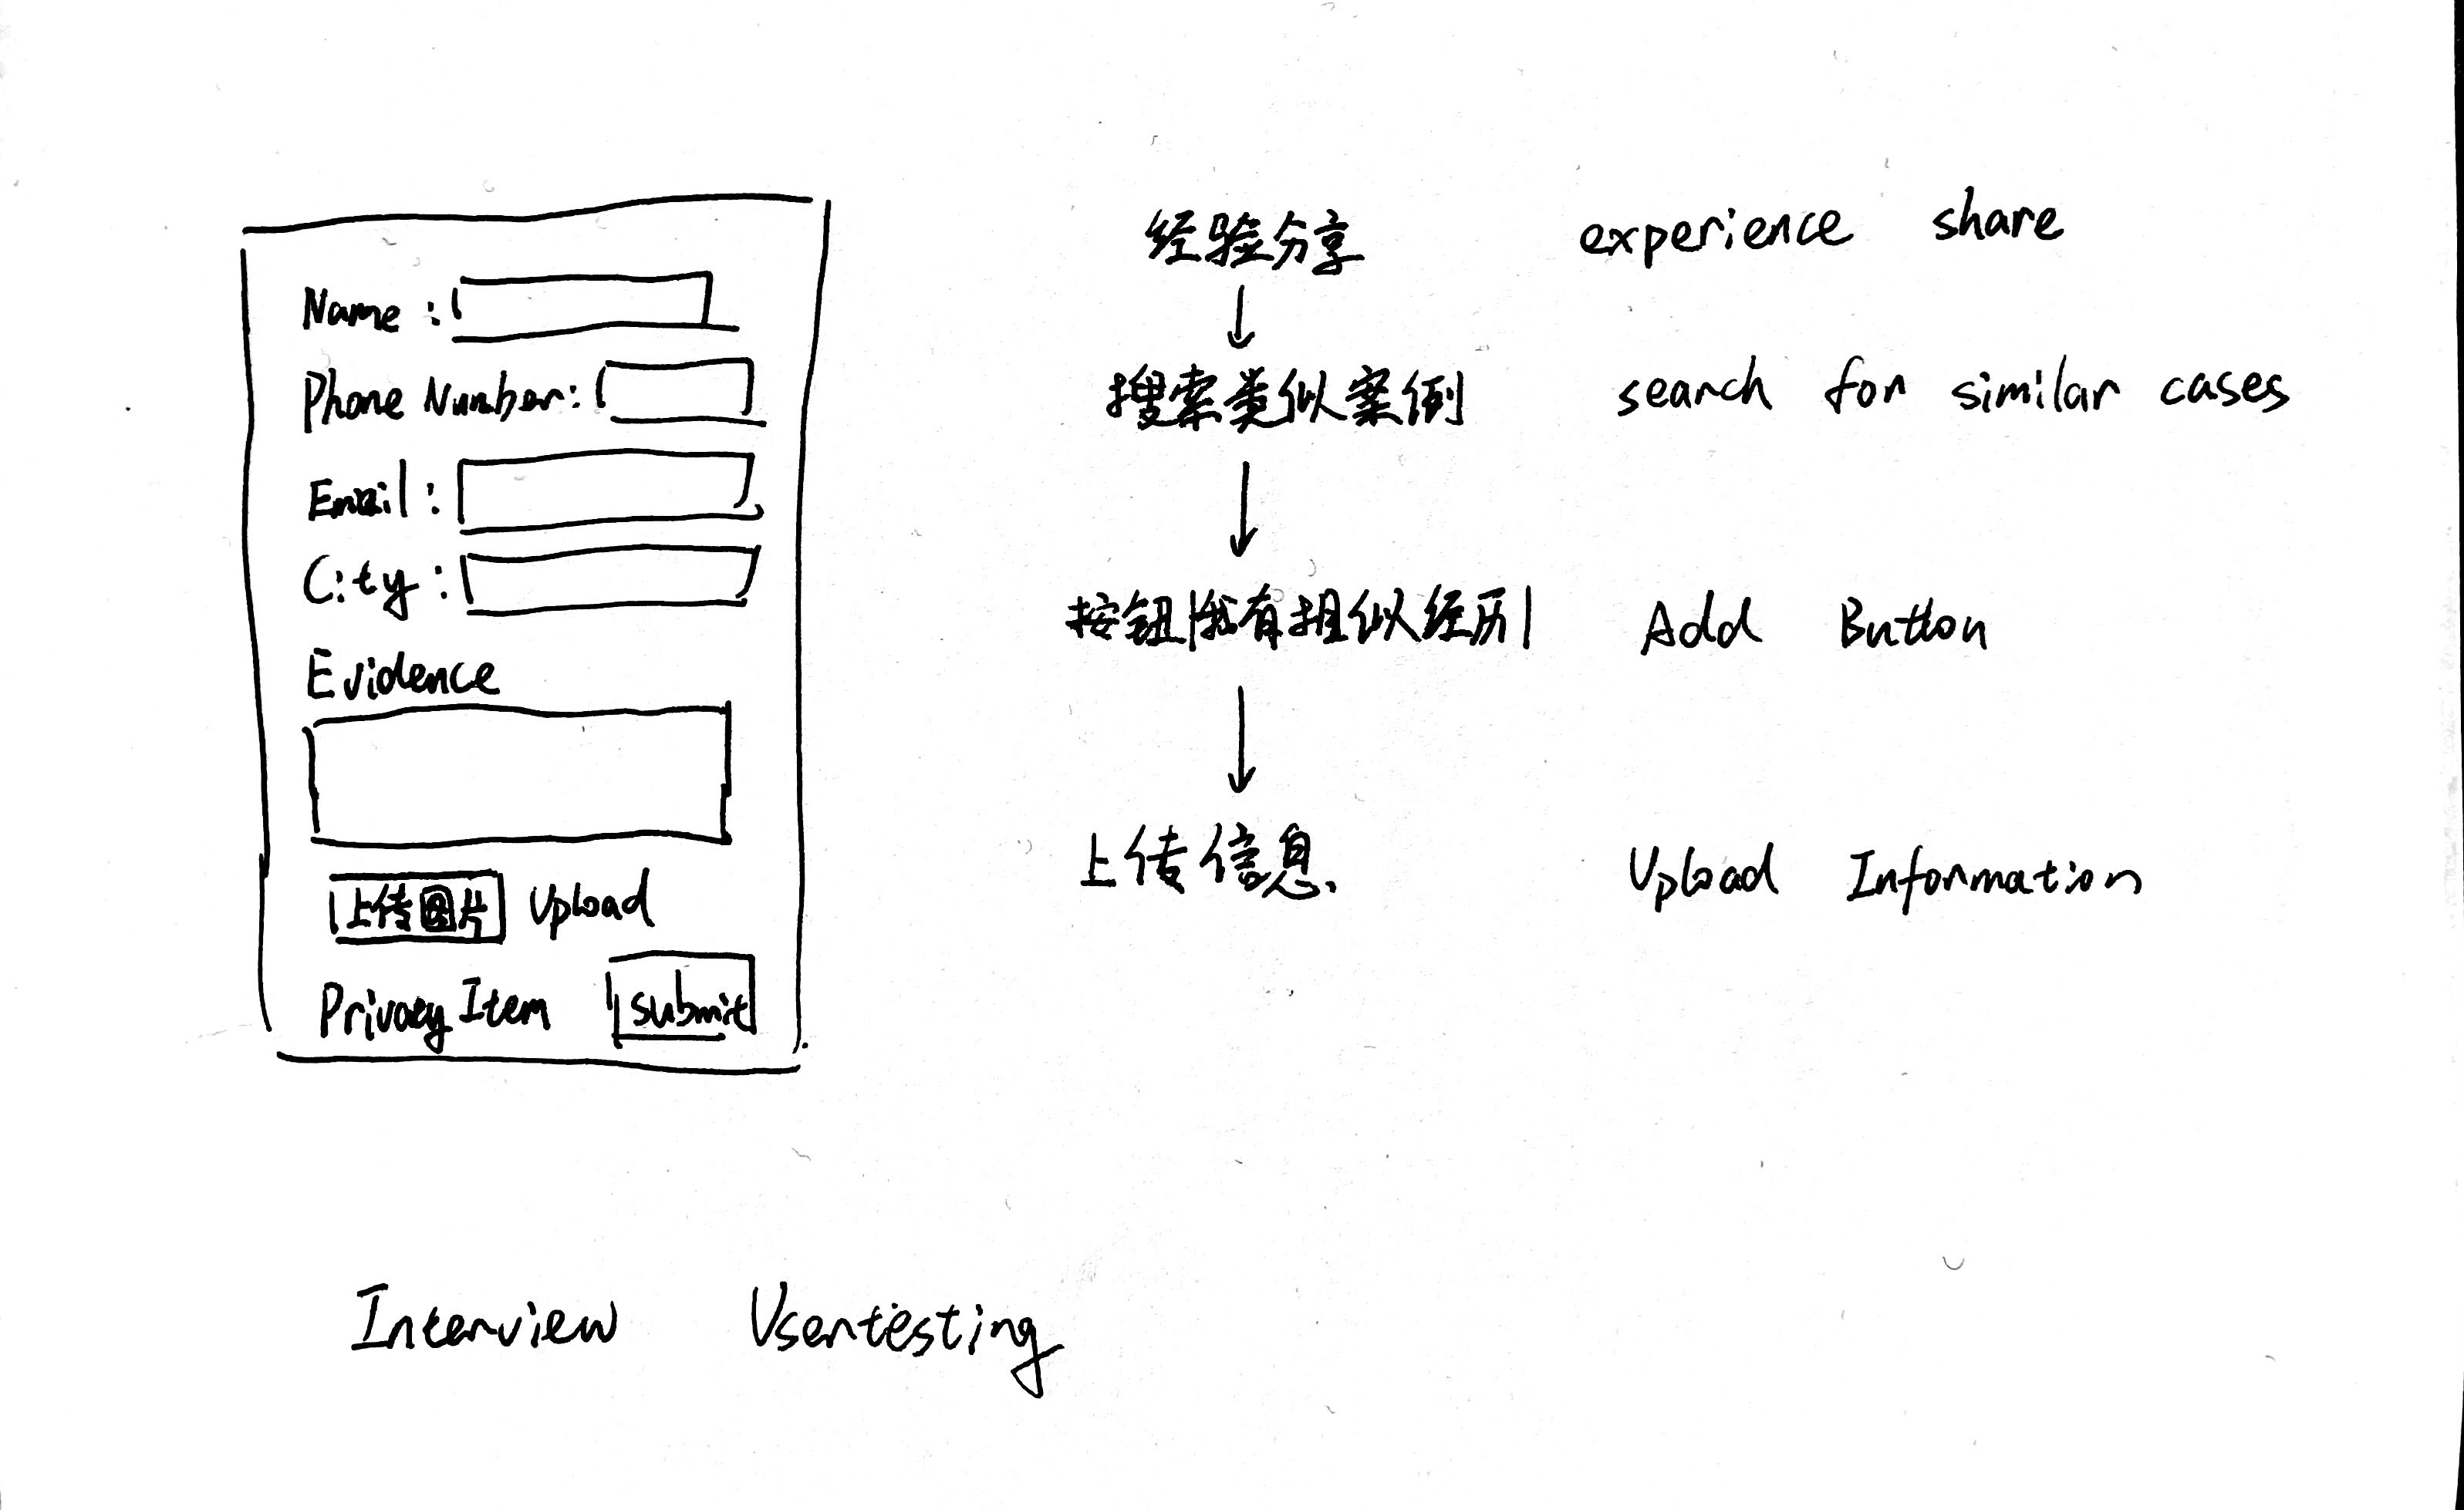 Name :
Phone Number:
Email :
City :
Evidence
上传图片 Upload
Privacy Item submit
经验分享 experience share
搜索类似案例 search for similar cases
按钮|我有相似经历| Add Button
上传信息. Upload Information
Interview Usertesting